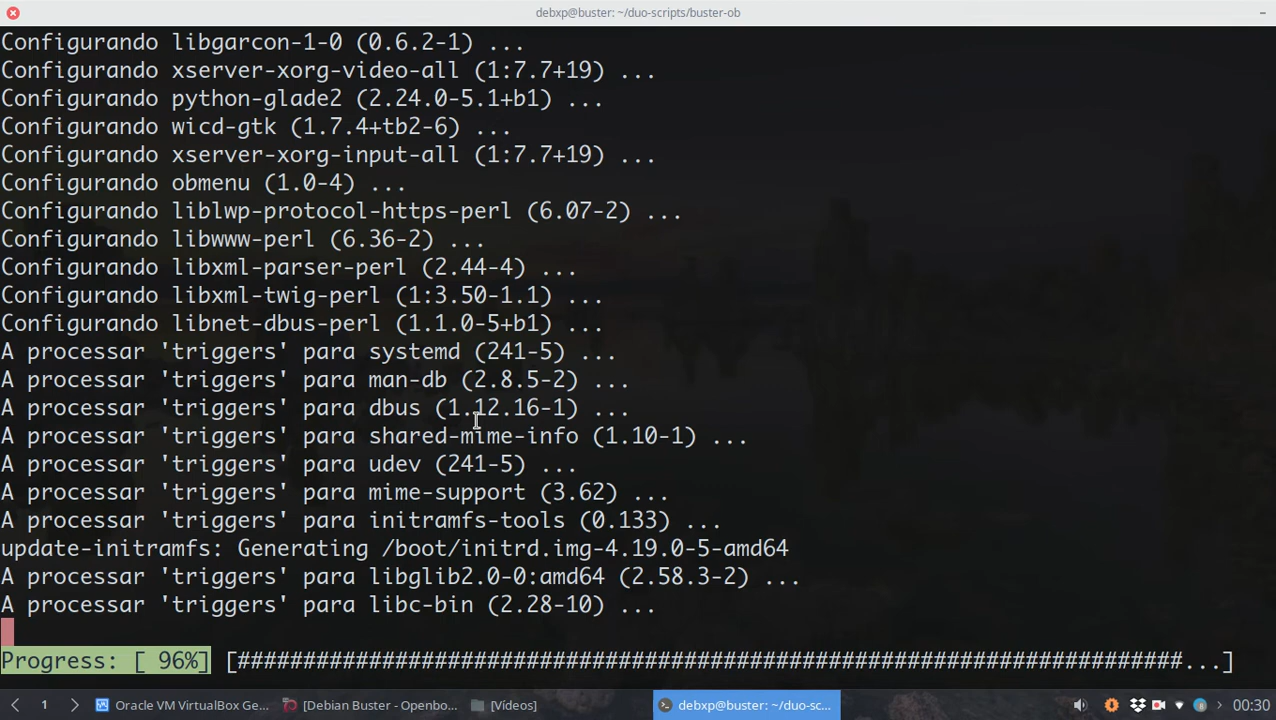 debxp@buster: ~/duo-scripts/buster-ob
Configurando libgarcon-1-0 (0.6.2-1) ...
Configurando xserver-xorg-video-all (1:7.7+19) ...
Configurando python-glade2 (2.24.0-5.1+b1) ...
Configurando wicd-gtk (1.7.4+tb2-6) ...
Configurando xserver-xorg-input-all (1:7.7+19) ...
Configurando obmenu (1.0-4) ...
Configurando liblwp-protocol-https-perl (6.07-2) ...
Configurando libwww-perl (6.36-2) ...
Configurando libxml-parser-perl (2.44-4) ...
Configurando libxml-twig-perl (1:3.50-1.1) ...
Configurando libnet-dbus-perl (1.1.0-5+b1) ...
A processar 'triggers' para systemd (241-5) ...
A processar 'triggers' para man-db (2.8.5-2) ...
A processar 'triggers' para dbus (1.12.16-1) ...
A processar 'triggers' para shared-mime-info (1.10-1) ...
A processar 'triggers' para udev (241-5) ...
A processar 'triggers' para mime-support (3.62) ...
A processar 'triggers' para initramfs-tools (0.133) ...
update-initramfs: Generating /boot/initrd.img-4.19.0-5-amd64
A processar 'triggers' para libglib2.0-0:amd64 (2.58.3-2) ...
A processar 'triggers' para libc-bin (2.28-10) ...
Progress: [ 96%] [########################################################################...]
1 Oracle VM VirtualBox Ge... [Debian Buster - Openbo... [Vídeos] debxp@buster: ~/duo-sc... 00:30